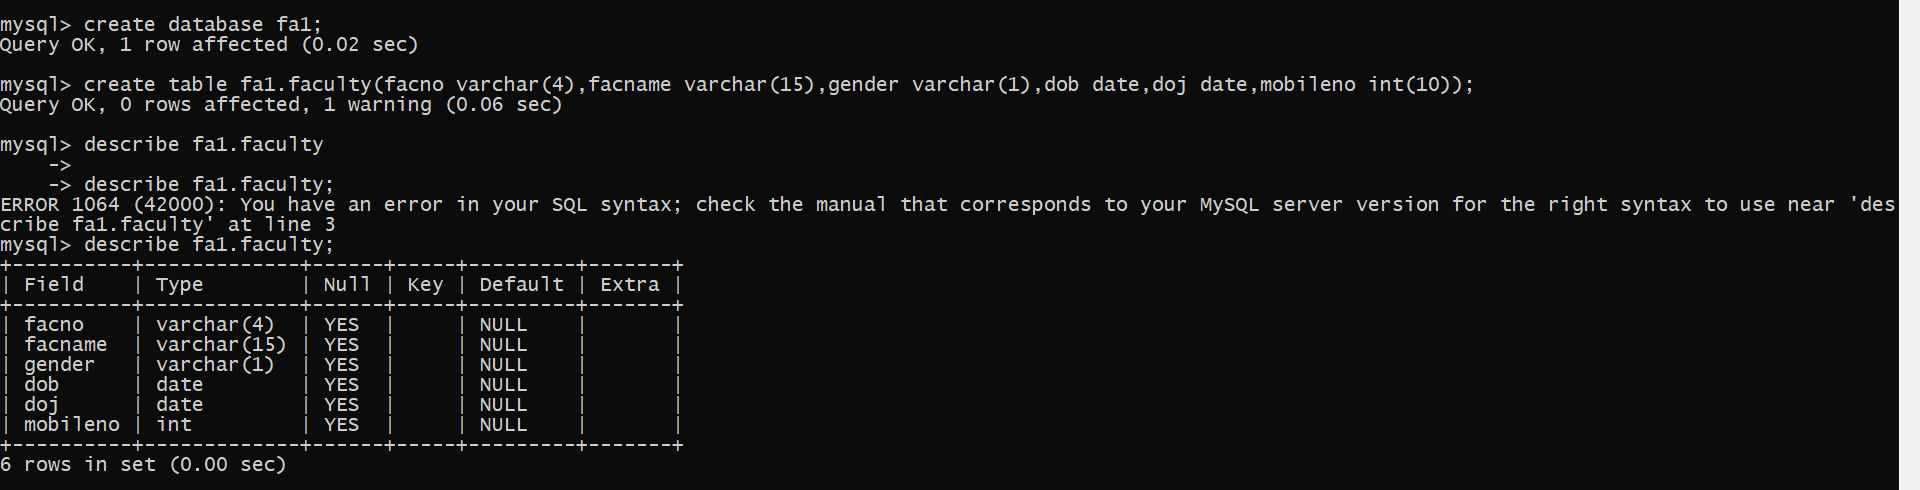 mysql> create database fa1;
Query OK, 1 row affected (0.02 sec)
mysql> create table fa1.faculty(facno varchar(4),facname varchar(15),gender varchar(1),dob date,doj date,mobileno int(10));
Query OK, 0 rows affected, 1 warning (0.06 sec)
mysql> describe fa1.faculty
    ->
    -> describe fa1.faculty;
ERROR 1064 (42000): You have an error in your SQL syntax; check the manual that corresponds to your MySQL server version for the right syntax to use near 'des
cribe fa1.faculty' at line 3
mysql> describe fa1.faculty;
+----------+-------------+------+-----+---------+-------+
| Field    | Type        | Null | Key | Default | Extra |
+----------+-------------+------+-----+---------+-------+
| facno    | varchar(4)  | YES  |     | NULL    |       |
| facname  | varchar(15) | YES  |     | NULL    |       |
| gender   | varchar(1)  | YES  |     | NULL    |       |
| dob      | date        | YES  |     | NULL    |       |
| doj      | date        | YES  |     | NULL    |       |
| mobileno | int         | YES  |     | NULL    |       |
+----------+-------------+------+-----+---------+-------+
6 rows in set (0.00 sec)